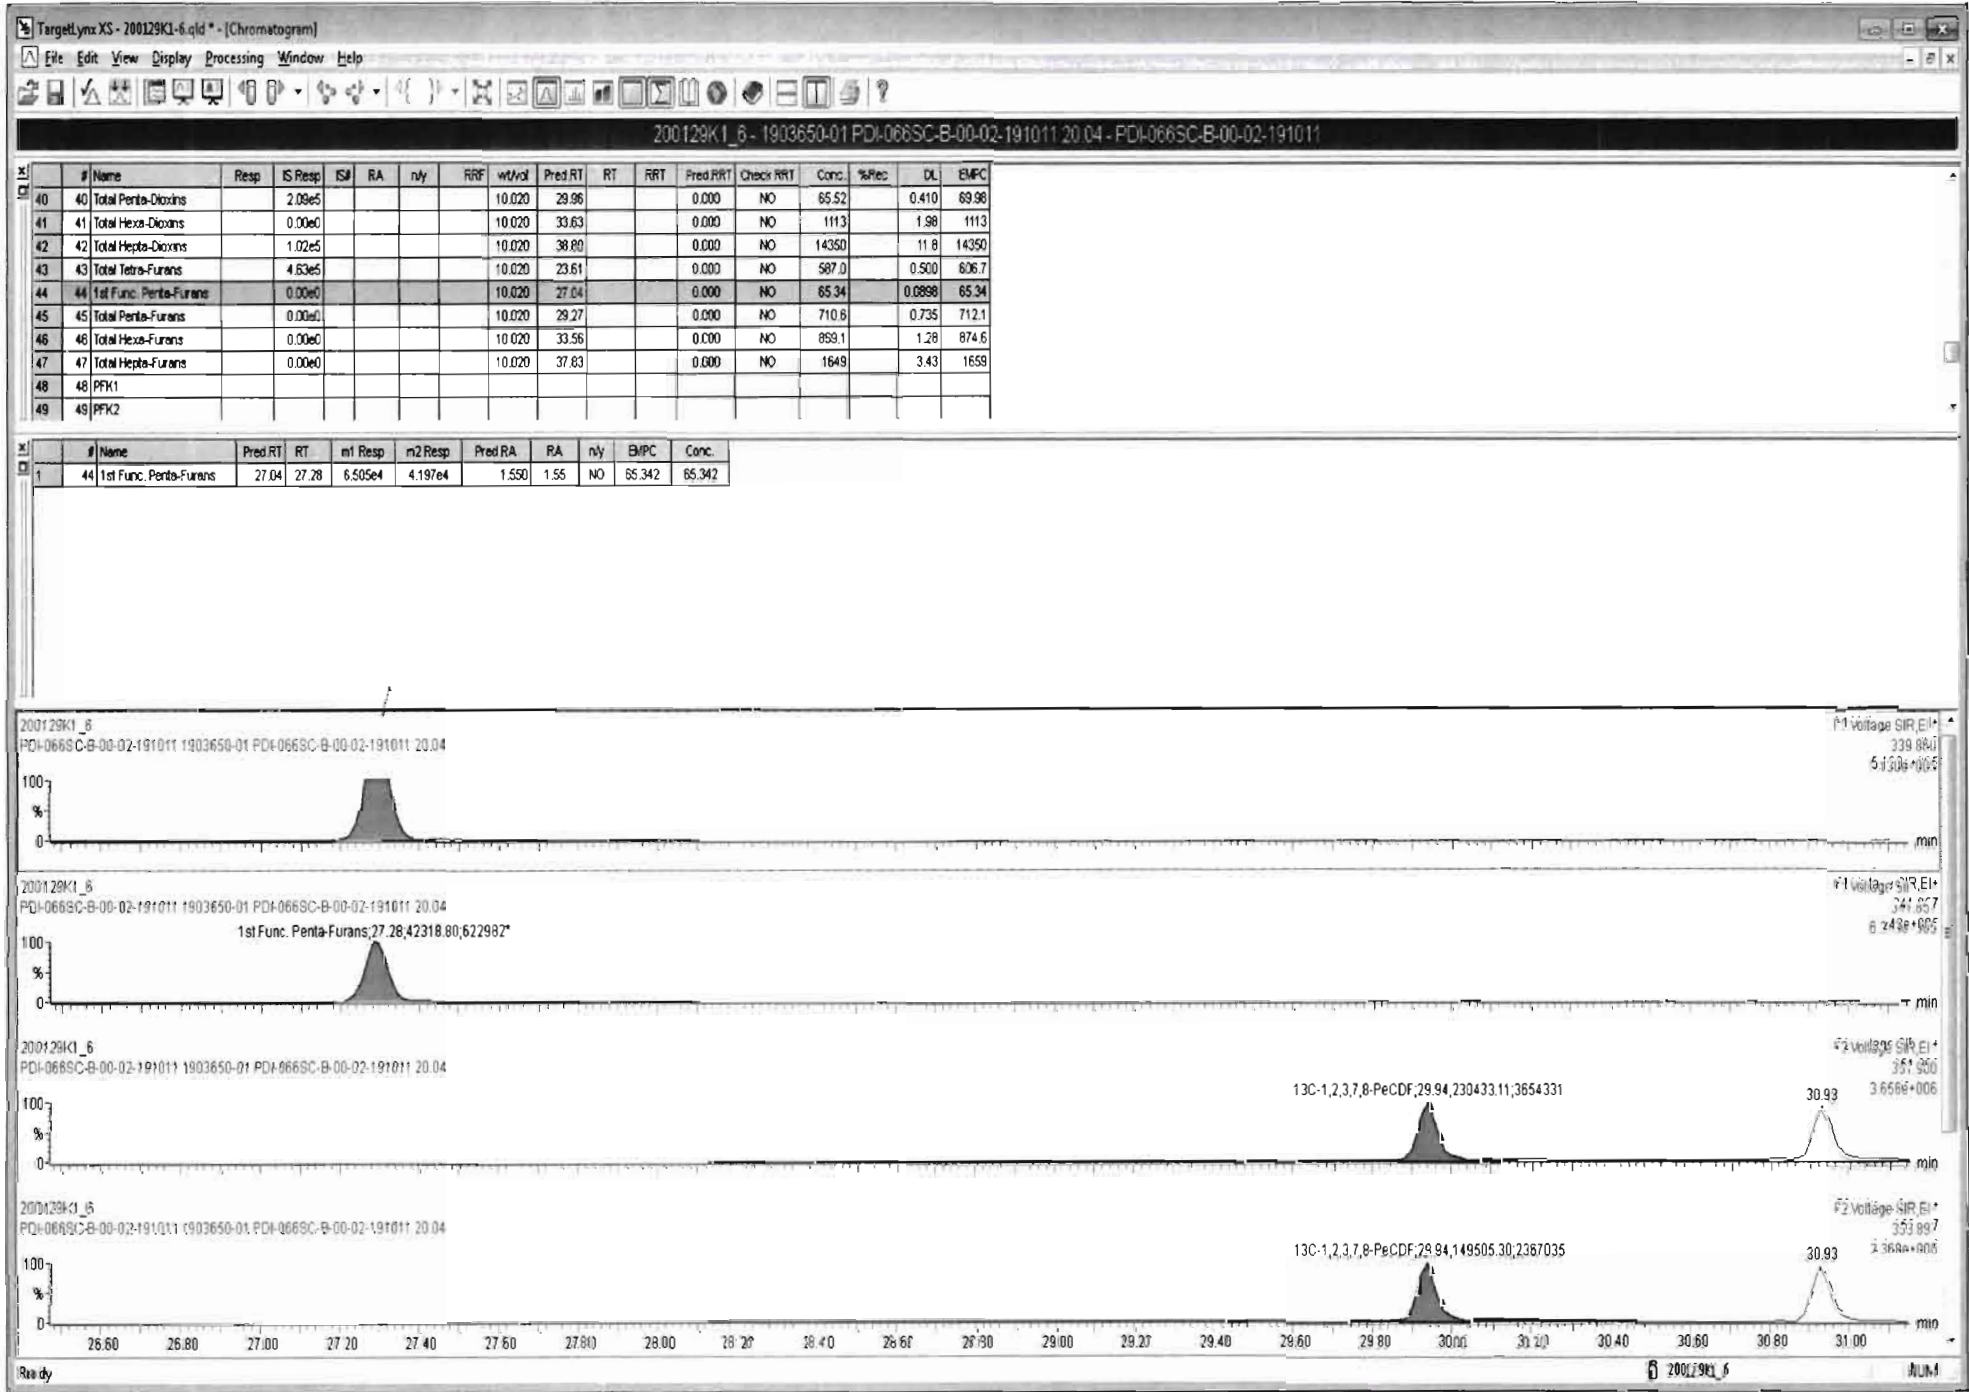 TargetLynx XS - 200129K1-6.qld * - [Chromatogram]
File Edit View Display Processing Window Help
200129K1_6 - 1903650-01 PDI-066SC-B-00-02-191011 20.04 - PDI-066SC-B-00-02-191011
# Name Resp IS Resp IS# RA n/y RRF wt/vol Pred.RT RT RRT Pred.RRT Check RRT Conc. %Rec DL EMPC
40 40 Total Penta-Dioxins 2.09e5 10.020 29.96 0.000 NO 65.52 0.410 69.98
41 41 Total Hexa-Dioxins 0.00e0 10.020 33.63 0.000 NO 1113 1.98 1113
42 42 Total Hepta-Dioxins 1.02e5 10.020 38.80 0.000 NO 14350 11.8 14350
43 43 Total Tetra-Furans 4.63e5 10.020 23.61 0.000 NO 587.0 0.500 606.7
44 44 1st Func. Penta-Furans 0.00e0 10.020 27.04 0.000 NO 65.34 0.0898 65.34
45 45 Total Penta-Furans 0.00e0 10.020 29.27 0.000 NO 710.6 0.735 712.1
46 46 Total Hexa-Furans 0.00e0 10.020 33.56 0.000 NO 859.1 1.28 874.6
47 47 Total Hepta-Furans 0.00e0 10.020 37.83 0.000 NO 1649 3.43 1659
48 48 PFK1
49 49 PFK2
# Name Pred.RT RT m1 Resp m2 Resp Pred.RA RA n/y EMPC Conc.
1 44 1st Func. Penta-Furans 27.04 27.28 6.505e4 4.197e4 1.550 1.55 NO 65.342 65.342
200129K1_6 F1:Voltage SIR,EI+
PDI-066SC-B-00-02-191011 1903650-01 PDI-066SC-B-00-02-191011 20.04
100
%
0
min
200129K1_6
PDI-066SC-B-00-02-191011 1903650-01 PDI-066SC-B-00-02-191011 20.04
1st Func. Penta-Furans;27.28;42318.80;622982*
100
%
0
min
200129K1_6
PDI-066SC-B-00-02-191011 1903650-01 PDI-066SC-B-00-02-191011 20.04
13C-1,2,3,7,8-PeCDF;29.94;230433.11;3654331
30.93
100
%
0
min
200129K1_6 F2:Voltage SIR,EI+
PDI-066SC-B-00-02-191011 1903650-01 PDI-066SC-B-00-02-191011 20.04
13C-1,2,3,7,8-PeCDF;29.94;149505.30;2367035
30.93
100
%
0
min
26.60 26.80 27.00 27.20 27.40 27.60 27.80 28.00 28.20 28.40 28.60 28.80 29.00 29.20 29.40 29.60 29.80 30.00 30.20 30.40 30.60 30.80 31.00
Ready 200129K1_6 NUM